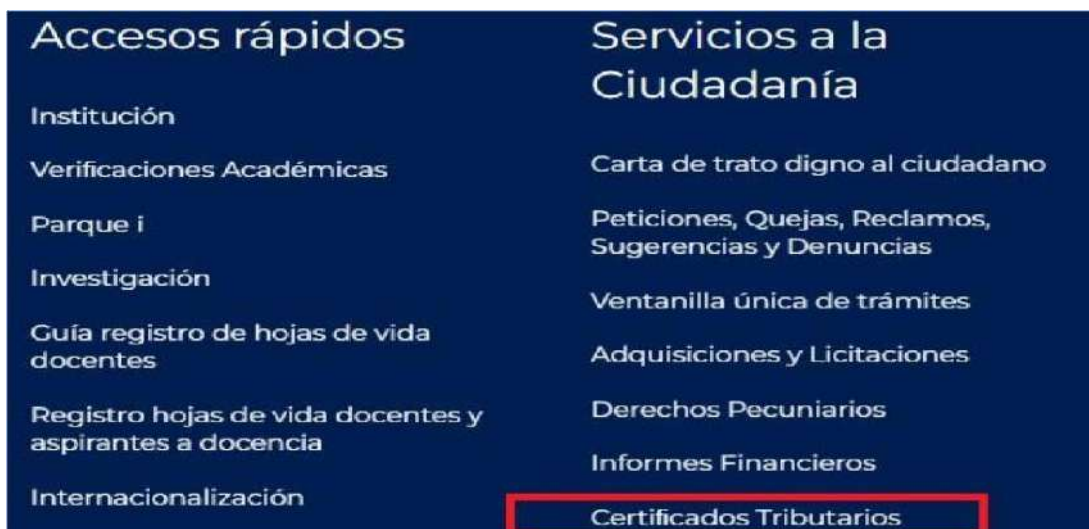 Accesos rápidos
Institución
Verificaciones Académicas
Parque i
Investigación
Guía registro de hojas de vida
docentes
Registro hojas de vida docentes y
aspirantes a docencia
Internacionalización
Servicios a la
Ciudadanía
Carta de trato digno al ciudadano
Peticiones, Quejas, Reclamos,
Sugerencias y Denuncias
Ventanilla única de trámites
Adquisiciones y Licitaciones
Derechos Pecuniarios
Informes Financieros
Certificados Tributarios